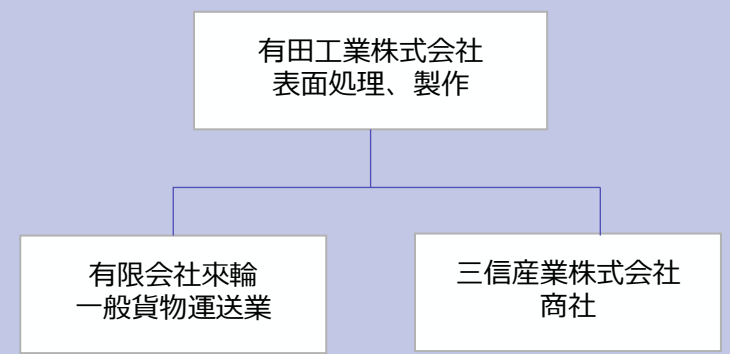 有田工業株式会社
表面処理、製作
有限会社來輪
一般貨物運送業
三信産業株式会社
商社